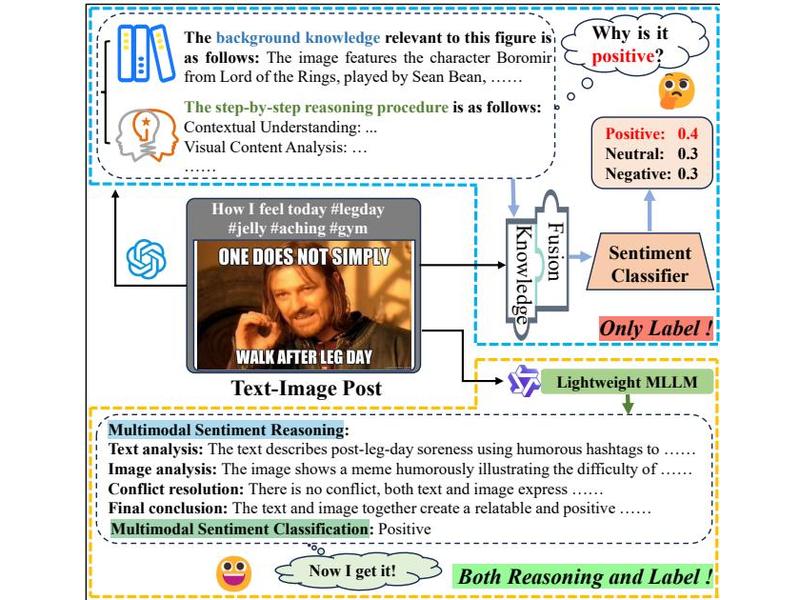 The background knowledge relevant to this figure is
as follows: The image features the character Boromir
from Lord of the Rings, played by Sean Bean, ……
The step-by-step reasoning procedure is as follows:
Contextual Understanding: ...
Visual Content Analysis: …
……
Why is it
positive?
Positive: 0.4
Neutral: 0.3
Negative: 0.3
How I feel today #legday
#jelly #aching #gym
ONE DOES NOT SIMPLY
WALK AFTER LEG DAY
Text-Image Post
Knowledge
Fusion
Sentiment
Classifier
Only Label !
Lightweight MLLM
Multimodal Sentiment Reasoning:
Text analysis: The text describes post-leg-day soreness using humorous hashtags to ……
Image analysis: The image shows a meme humorously illustrating the difficulty of ……
Conflict resolution: There is no conflict, both text and image express ……
Final conclusion: The text and image together create a relatable and positive ……
Multimodal Sentiment Classification: Positive
Now I get it!
Both Reasoning and Label !